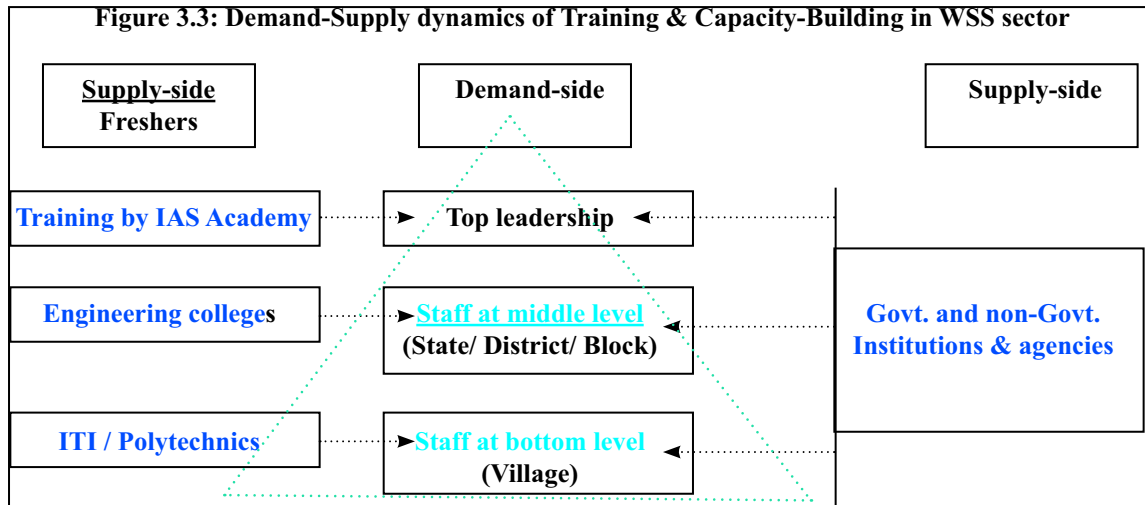 Figure 3.3: Demand-Supply dynamics of Training & Capacity-Building in WSS sector
Supply-side
Freshers
Demand-side
Supply-side
Training by IAS Academy
Top leadership
Engineering colleges
Staff at middle level
(State/ District/ Block)
Govt. and non-Govt.
Institutions & agencies
ITI / Polytechnics
Staff at bottom level
(Village)